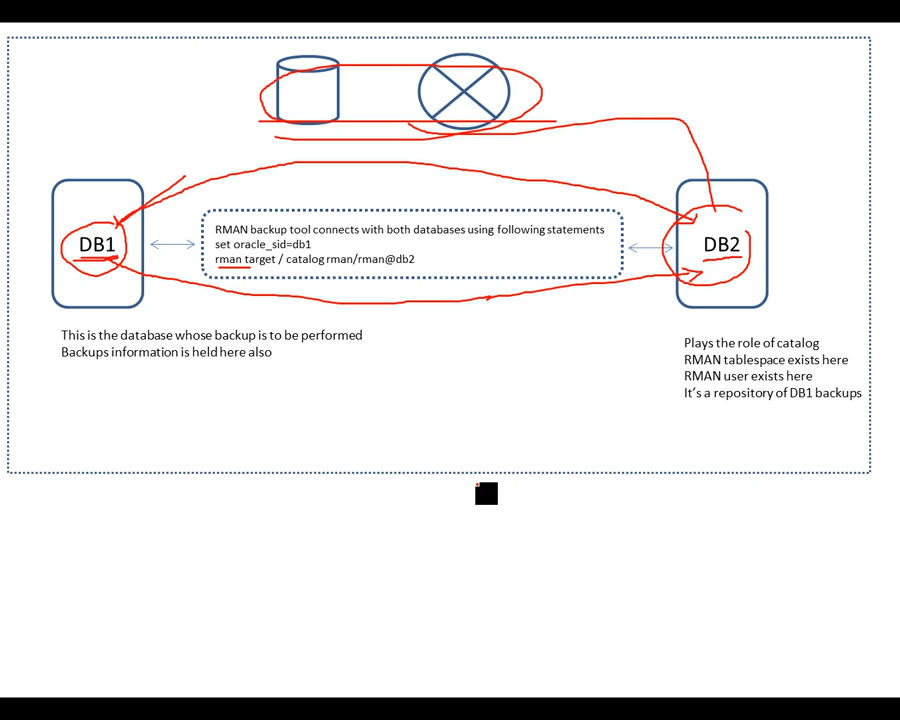 RMAN backup tool connects with both databases using following statements
set oracle_sid=db1
rman target / catalog rman/rman@db2
DB1
DB2
This is the database whose backup is to be performed
Backups information is held here also
Plays the role of catalog
RMAN tablespace exists here
RMAN user exists here
It's a repository of DB1 backups